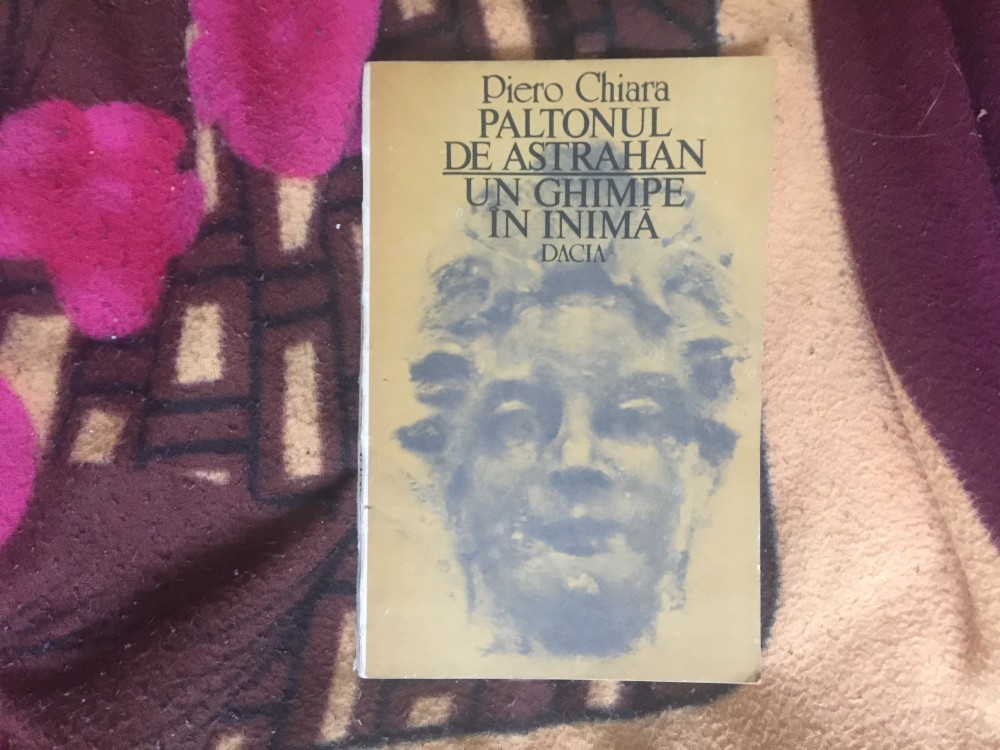 Piero Chiara
PALTONUL
DE ASTRAHAN
UN GHIMPE
ÎN INIMĂ
DACIA